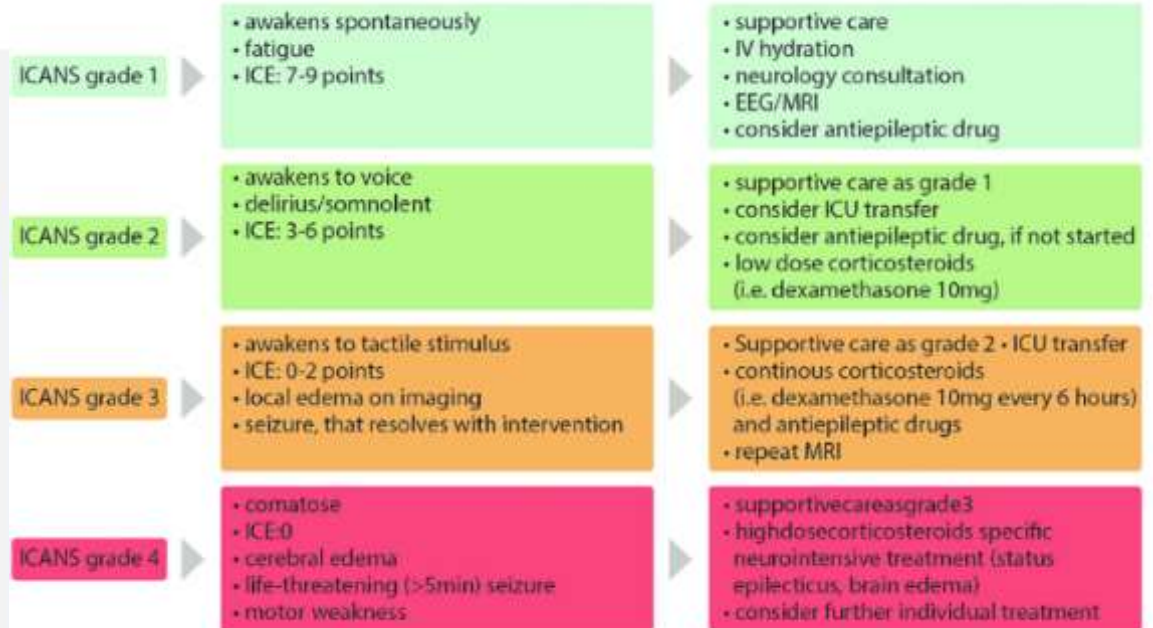 ICANS grade 1
• awakens spontaneously
• fatigue
• ICE: 7-9 points
• supportive care
• IV hydration
• neurology consultation
• EEG/MRI
• consider antiepileptic drug
ICANS grade 2
• awakens to voice
• delirius/somnolent
• ICE: 3-6 points
• supportive care as grade 1
• consider ICU transfer
• consider antiepileptic drug, if not started
• low dose corticosteroids
(i.e. dexamethasone 10mg)
ICANS grade 3
• awakens to tactile stimulus
• ICE: 0-2 points
• local edema on imaging
• seizure, that resolves with intervention
• Supportive care as grade 2 • ICU transfer
• continous corticosteroids
(i.e. dexamethasone 10mg every 6 hours)
and antiepileptic drugs
• repeat MRI
ICANS grade 4
• comatose
• ICE:0
• cerebral edema
• life-threatening (>5min) seizure
• motor weakness
• supportivecareasgrade3
• highdosecorticosteroids specific
neurointensive treatment (status
epilecticus, brain edema)
• consider further individual treatment